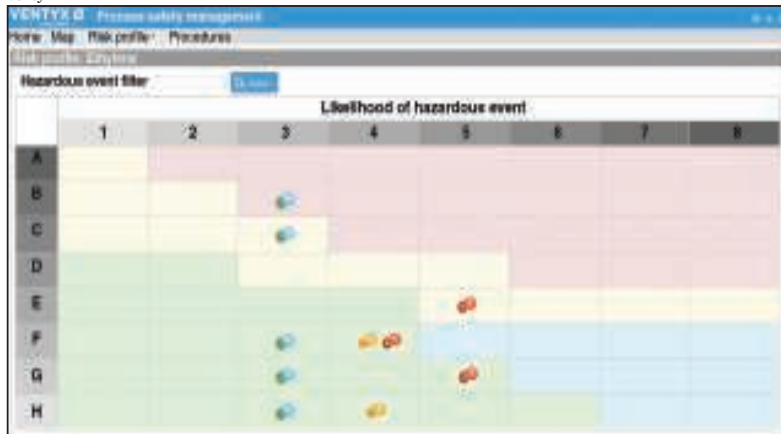 VENTYX Process safety management
Home Map Risk profile Procedures
Hazardous event filter
Likelihood of hazardous event
1 2 3 4 5 6 7 8
A
B
C
D
E
F
G
H